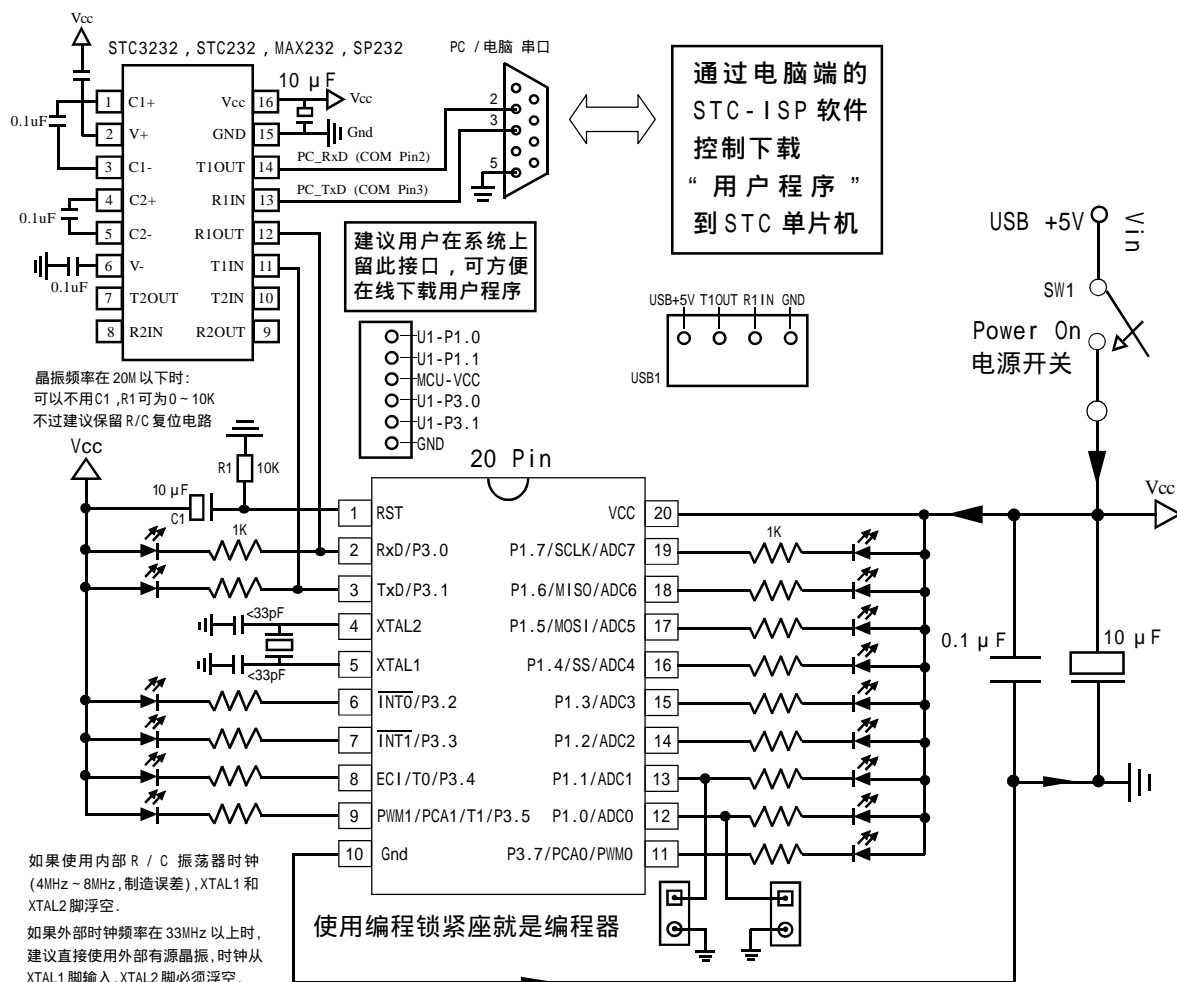 Vcc
STC3232 , STC232 , MAX232 , SP232
PC / 电脑 串口
10 μF
1 C1+
Vcc 16
Vcc
0.1uF
2 V+
GND 15
Gnd
3 C1-
T1OUT 14
PC_RxD (COM Pin2)
4 C2+
R1IN 13
PC_TxD (COM Pin3)
0.1uF
5 C2-
R1OUT 12
6 V-
T1IN 11
0.1uF
7 T2OUT
T2IN 10
8 R2IN
R2OUT 9
2
3
5
通过电脑端的
STC-ISP 软件
控制下载
“用户程序”
到 STC 单片机
建议用户在系统上
留此接口，可方便
在线下载用户程序
U1-P1.0
U1-P1.1
MCU-VCC
U1-P3.0
U1-P3.1
GND
USB+5V T1OUT R1IN GND
USB1
USB +5V
Vin
SW1
Power On
电源开关
晶振频率在20M以下时:
可以不用C1 ,R1可为0~10K
不过建议保留R/C复位电路
Vcc
R1 10K
10 μF
C1
20 Pin
1 RST
VCC 20
Vcc
1K
1K
2 RxD/P3.0
P1.7/SCLK/ADC7 19
3 TxD/P3.1
P1.6/MISO/ADC6 18
<33pF
4 XTAL2
P1.5/MOSI/ADC5 17
5 XTAL1
P1.4/SS/ADC4 16
<33pF
0.1 μF
10 μF
6 INT0/P3.2
P1.3/ADC3 15
7 INT1/P3.3
P1.2/ADC2 14
8 ECI/T0/P3.4
P1.1/ADC1 13
9 PWM1/PCA1/T1/P3.5
P1.0/ADC0 12
10 Gnd
P3.7/PCA0/PWM0 11
使用编程锁紧座就是编程器
如果使用内部R / C 振荡器时钟
(4MHz~8MHz,制造误差),XTAL1和
XTAL2脚浮空.
如果外部时钟频率在33MHz以上时,
建议直接使用外部有源晶振,时钟从
XTAL1脚输入,XTAL2脚必须浮空.